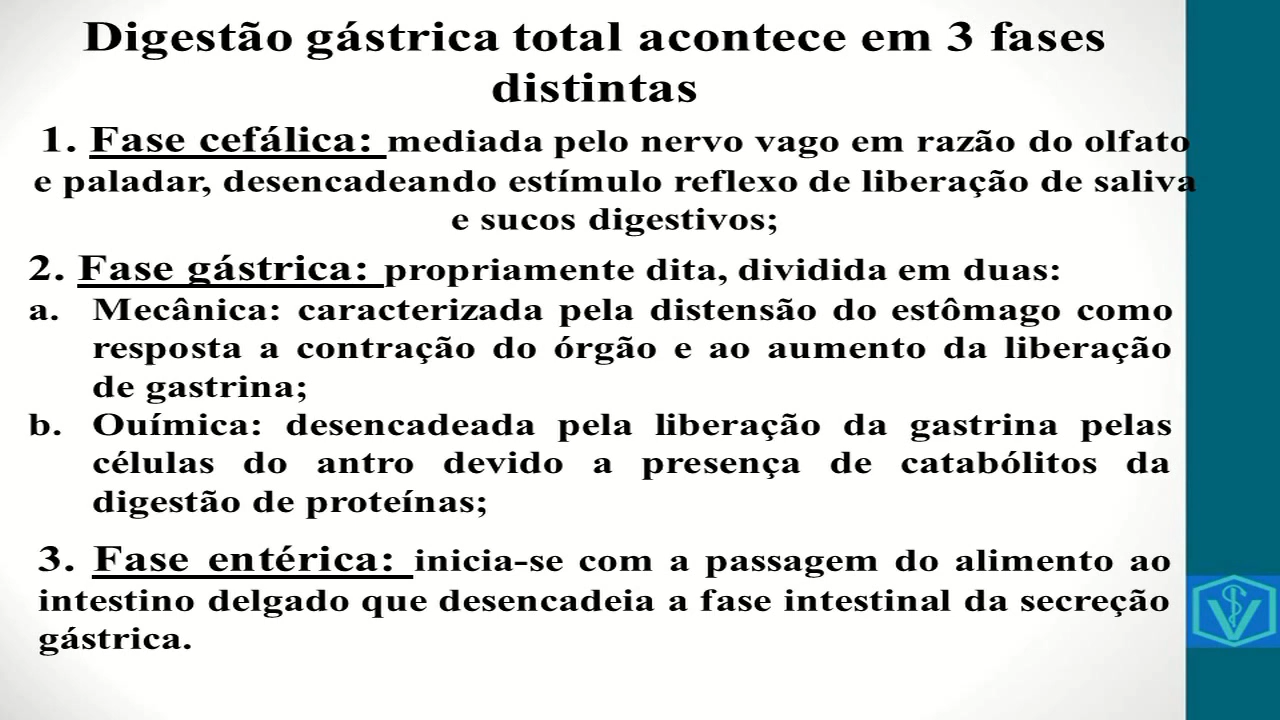 Digestão gástrica total acontece em 3 fases
distintas
1. Fase cefálica: mediada pelo nervo vago em razão do olfato
e paladar, desencadeando estímulo reflexo de liberação de saliva
e sucos digestivos;
2. Fase gástrica: propriamente dita, dividida em duas:
a. Mecânica: caracterizada pela distensão do estômago como
resposta a contração do órgão e ao aumento da liberação
de gastrina;
b. Química: desencadeada pela liberação da gastrina pelas
células do antro devido a presença de catabólitos da
digestão de proteínas;
3. Fase entérica: inicia-se com a passagem do alimento ao
intestino delgado que desencadeia a fase intestinal da secreção
gástrica.